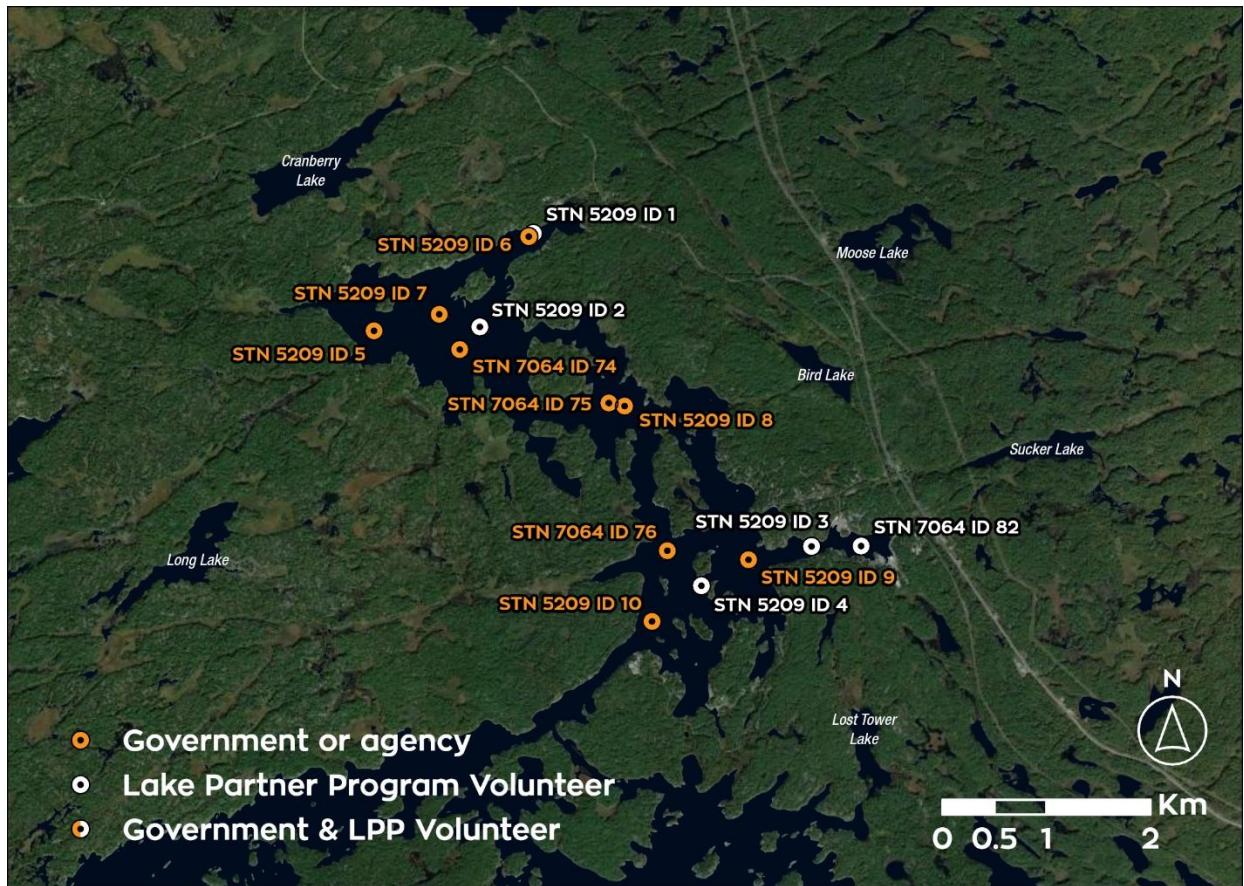 Cranberry
Lake
STN 5209 ID 1
STN 5209 ID 6
Moose Lake
STN 5209 ID 7
STN 5209 ID 2
STN 5209 ID 5
STN 7064 ID 74
Bird Lake
STN 7064 ID 75
STN 5209 ID 8
Sucker Lake
STN 5209 ID 3
STN 7064 ID 82
STN 7064 ID 76
Long Lake
STN 5209 ID 9
STN 5209 ID 4
STN 5209 ID 10
N
Lost Tower
Lake
Government or agency
Lake Partner Program Volunteer
Government & LPP Volunteer
Km
0 0.5 1 2